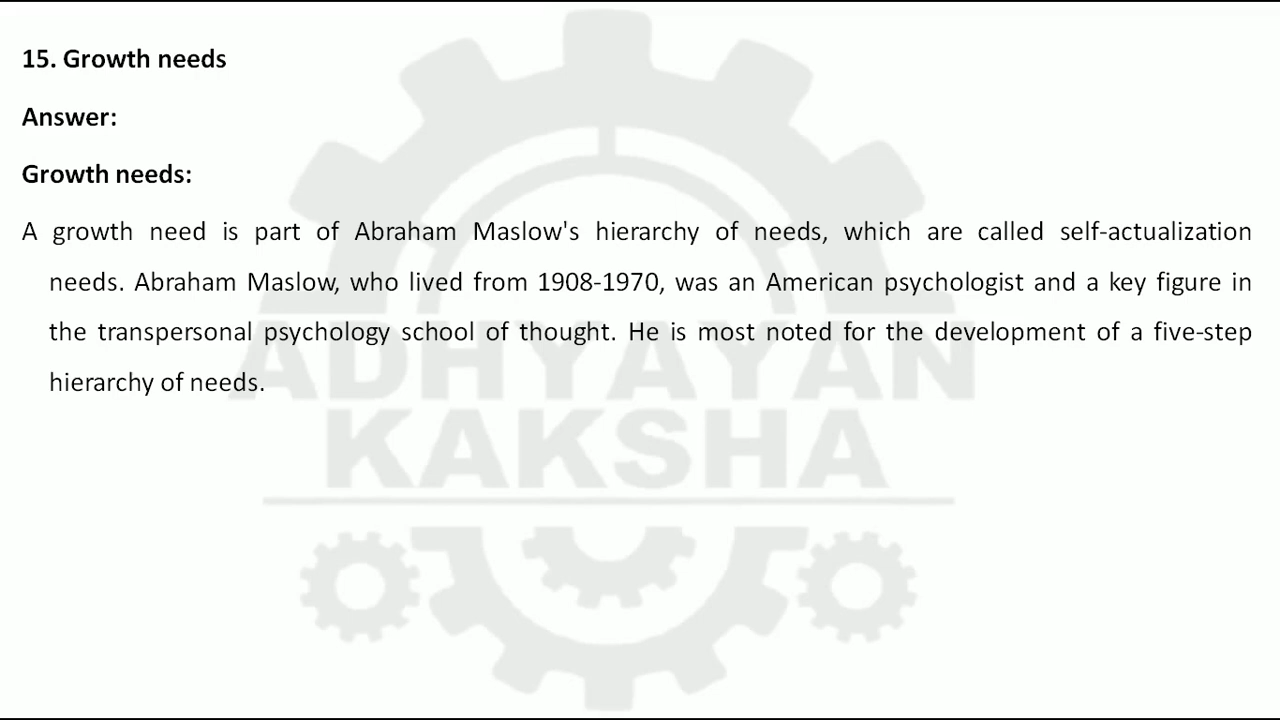 15. Growth needs
Answer:
Growth needs:
A growth need is part of Abraham Maslow's hierarchy of needs, which are called self-actualization
needs. Abraham Maslow, who lived from 1908-1970, was an American psychologist and a key figure in
the transpersonal psychology school of thought. He is most noted for the development of a five-step
hierarchy of needs.
ADHYAYAN
KAKSHA